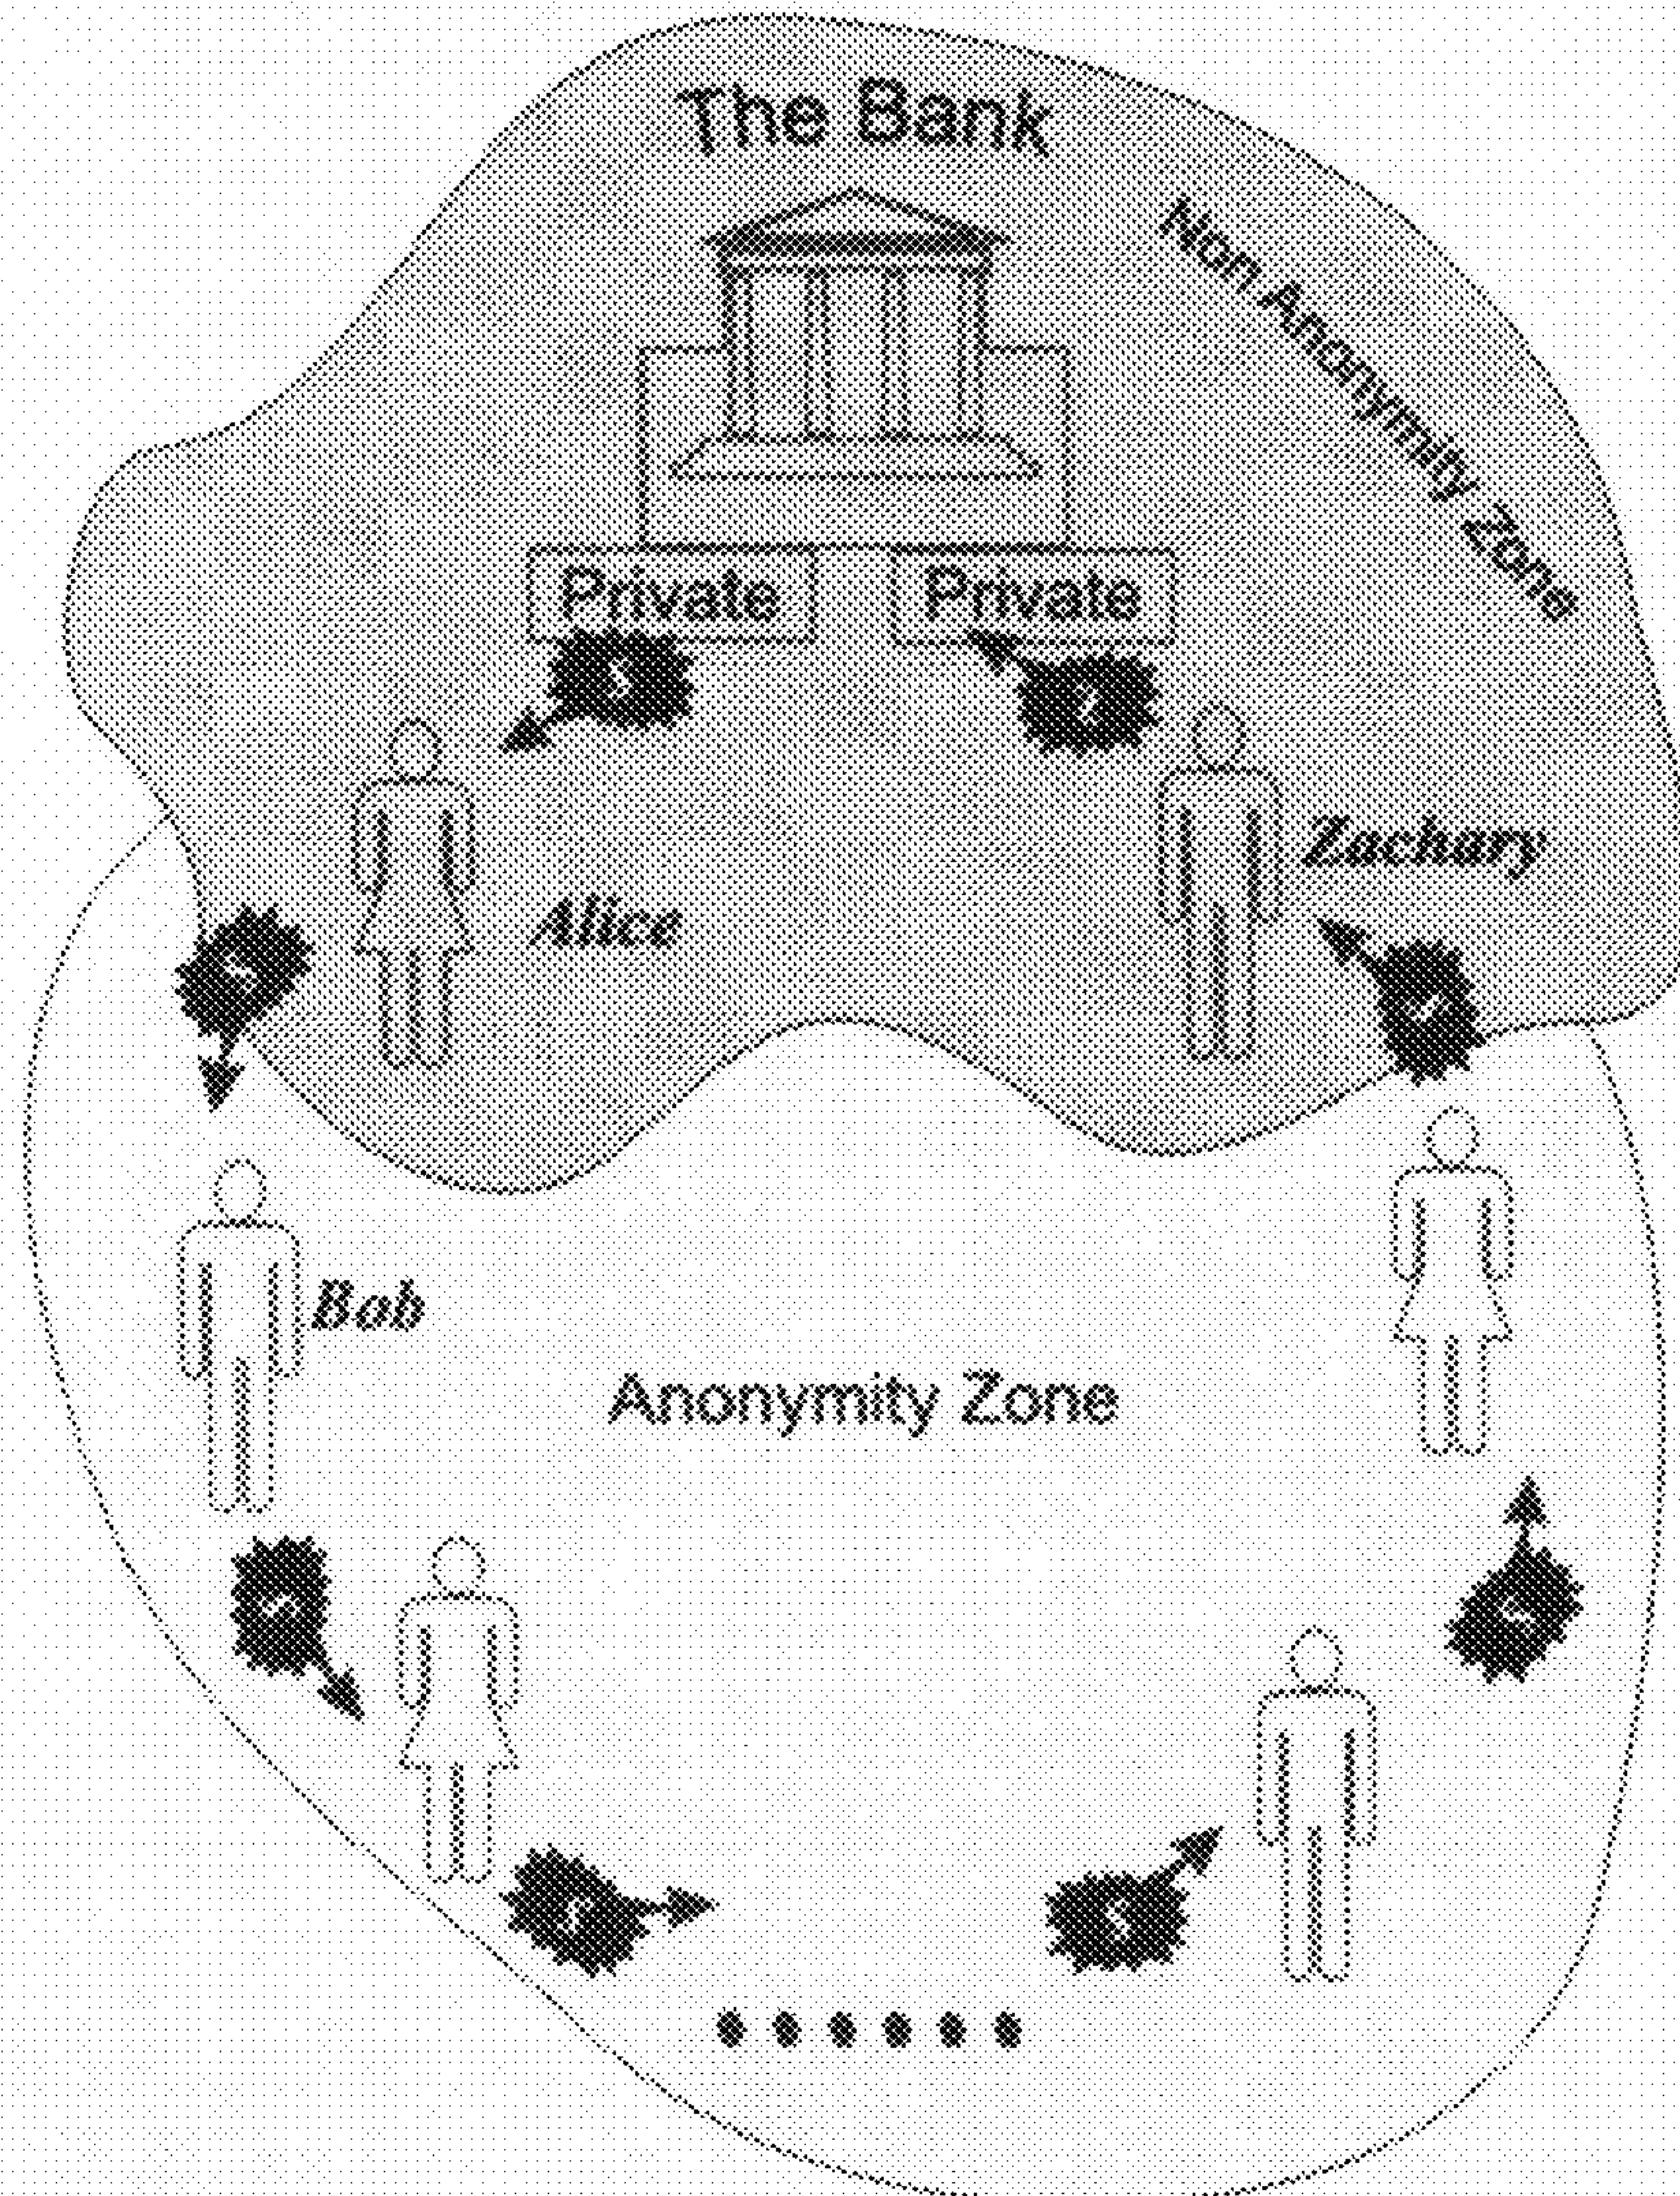 The Bank
Non Anonymity Zone
Private
Private
Alice
Zachary
Bob
Anonymity Zone